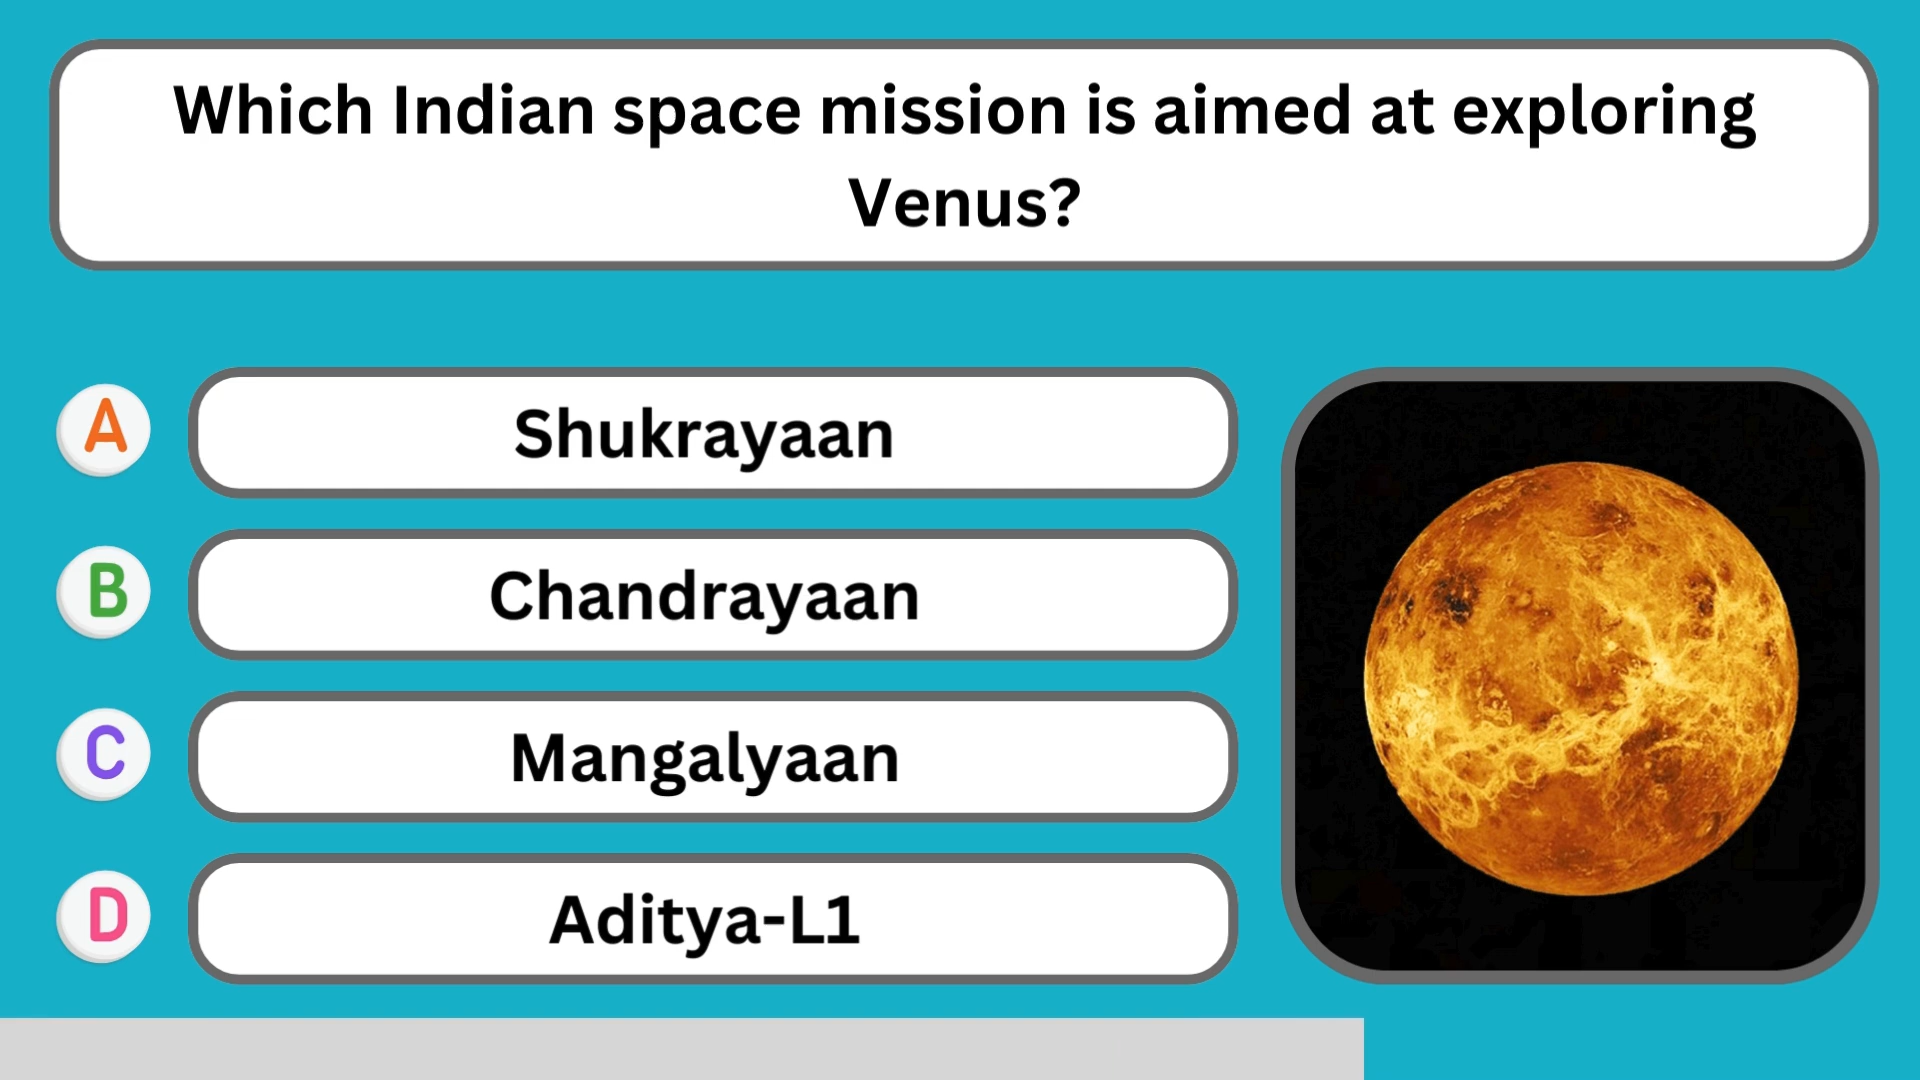 Which Indian space mission is aimed at exploring
Venus?
A
Shukrayaan
B
Chandrayaan
C
Mangalyaan
D
Aditya-L1